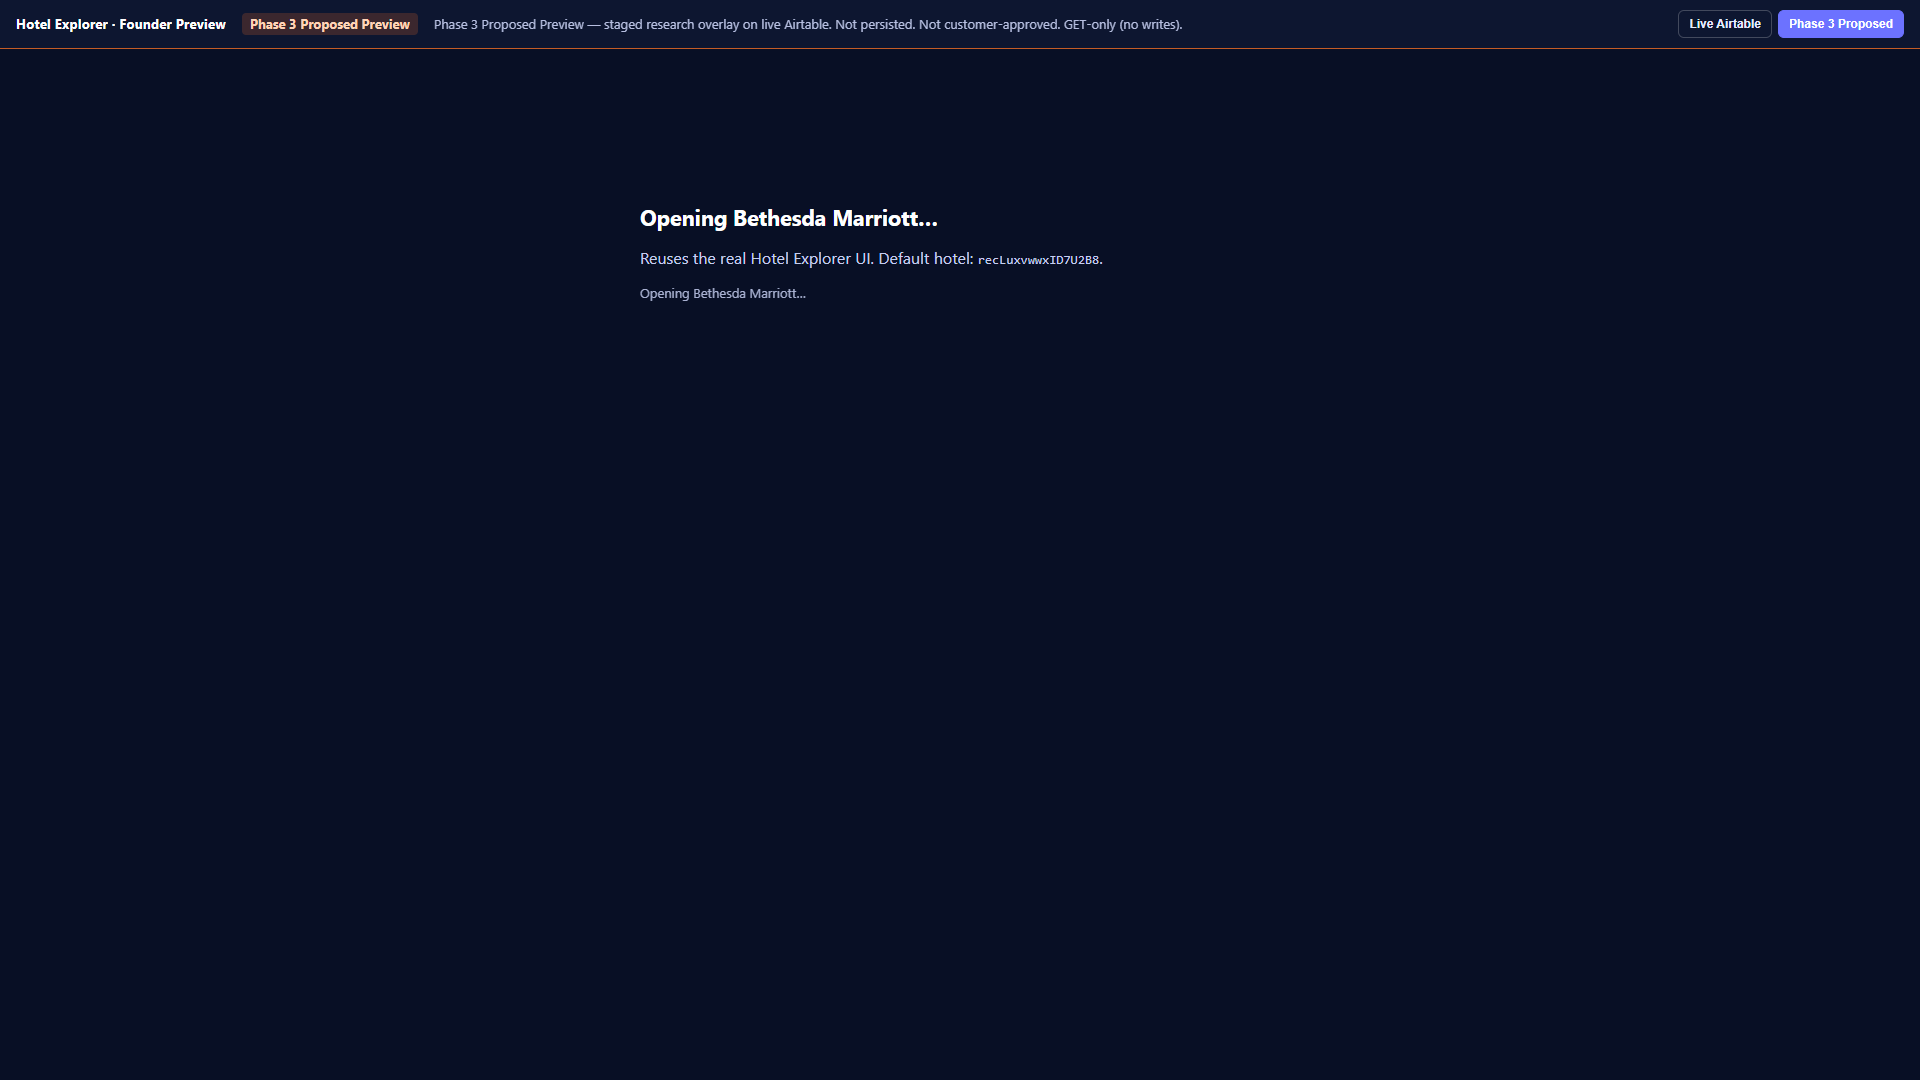 Hotel Explorer · Founder Preview
Phase 3 Proposed Preview
Phase 3 Proposed Preview — staged research overlay on live Airtable. Not persisted. Not customer-approved. GET-only (no writes).
Live Airtable
Phase 3 Proposed
Opening Bethesda Marriott…
Reuses the real Hotel Explorer UI. Default hotel: recLuxvwwxID7U2B8.
Opening Bethesda Marriott…